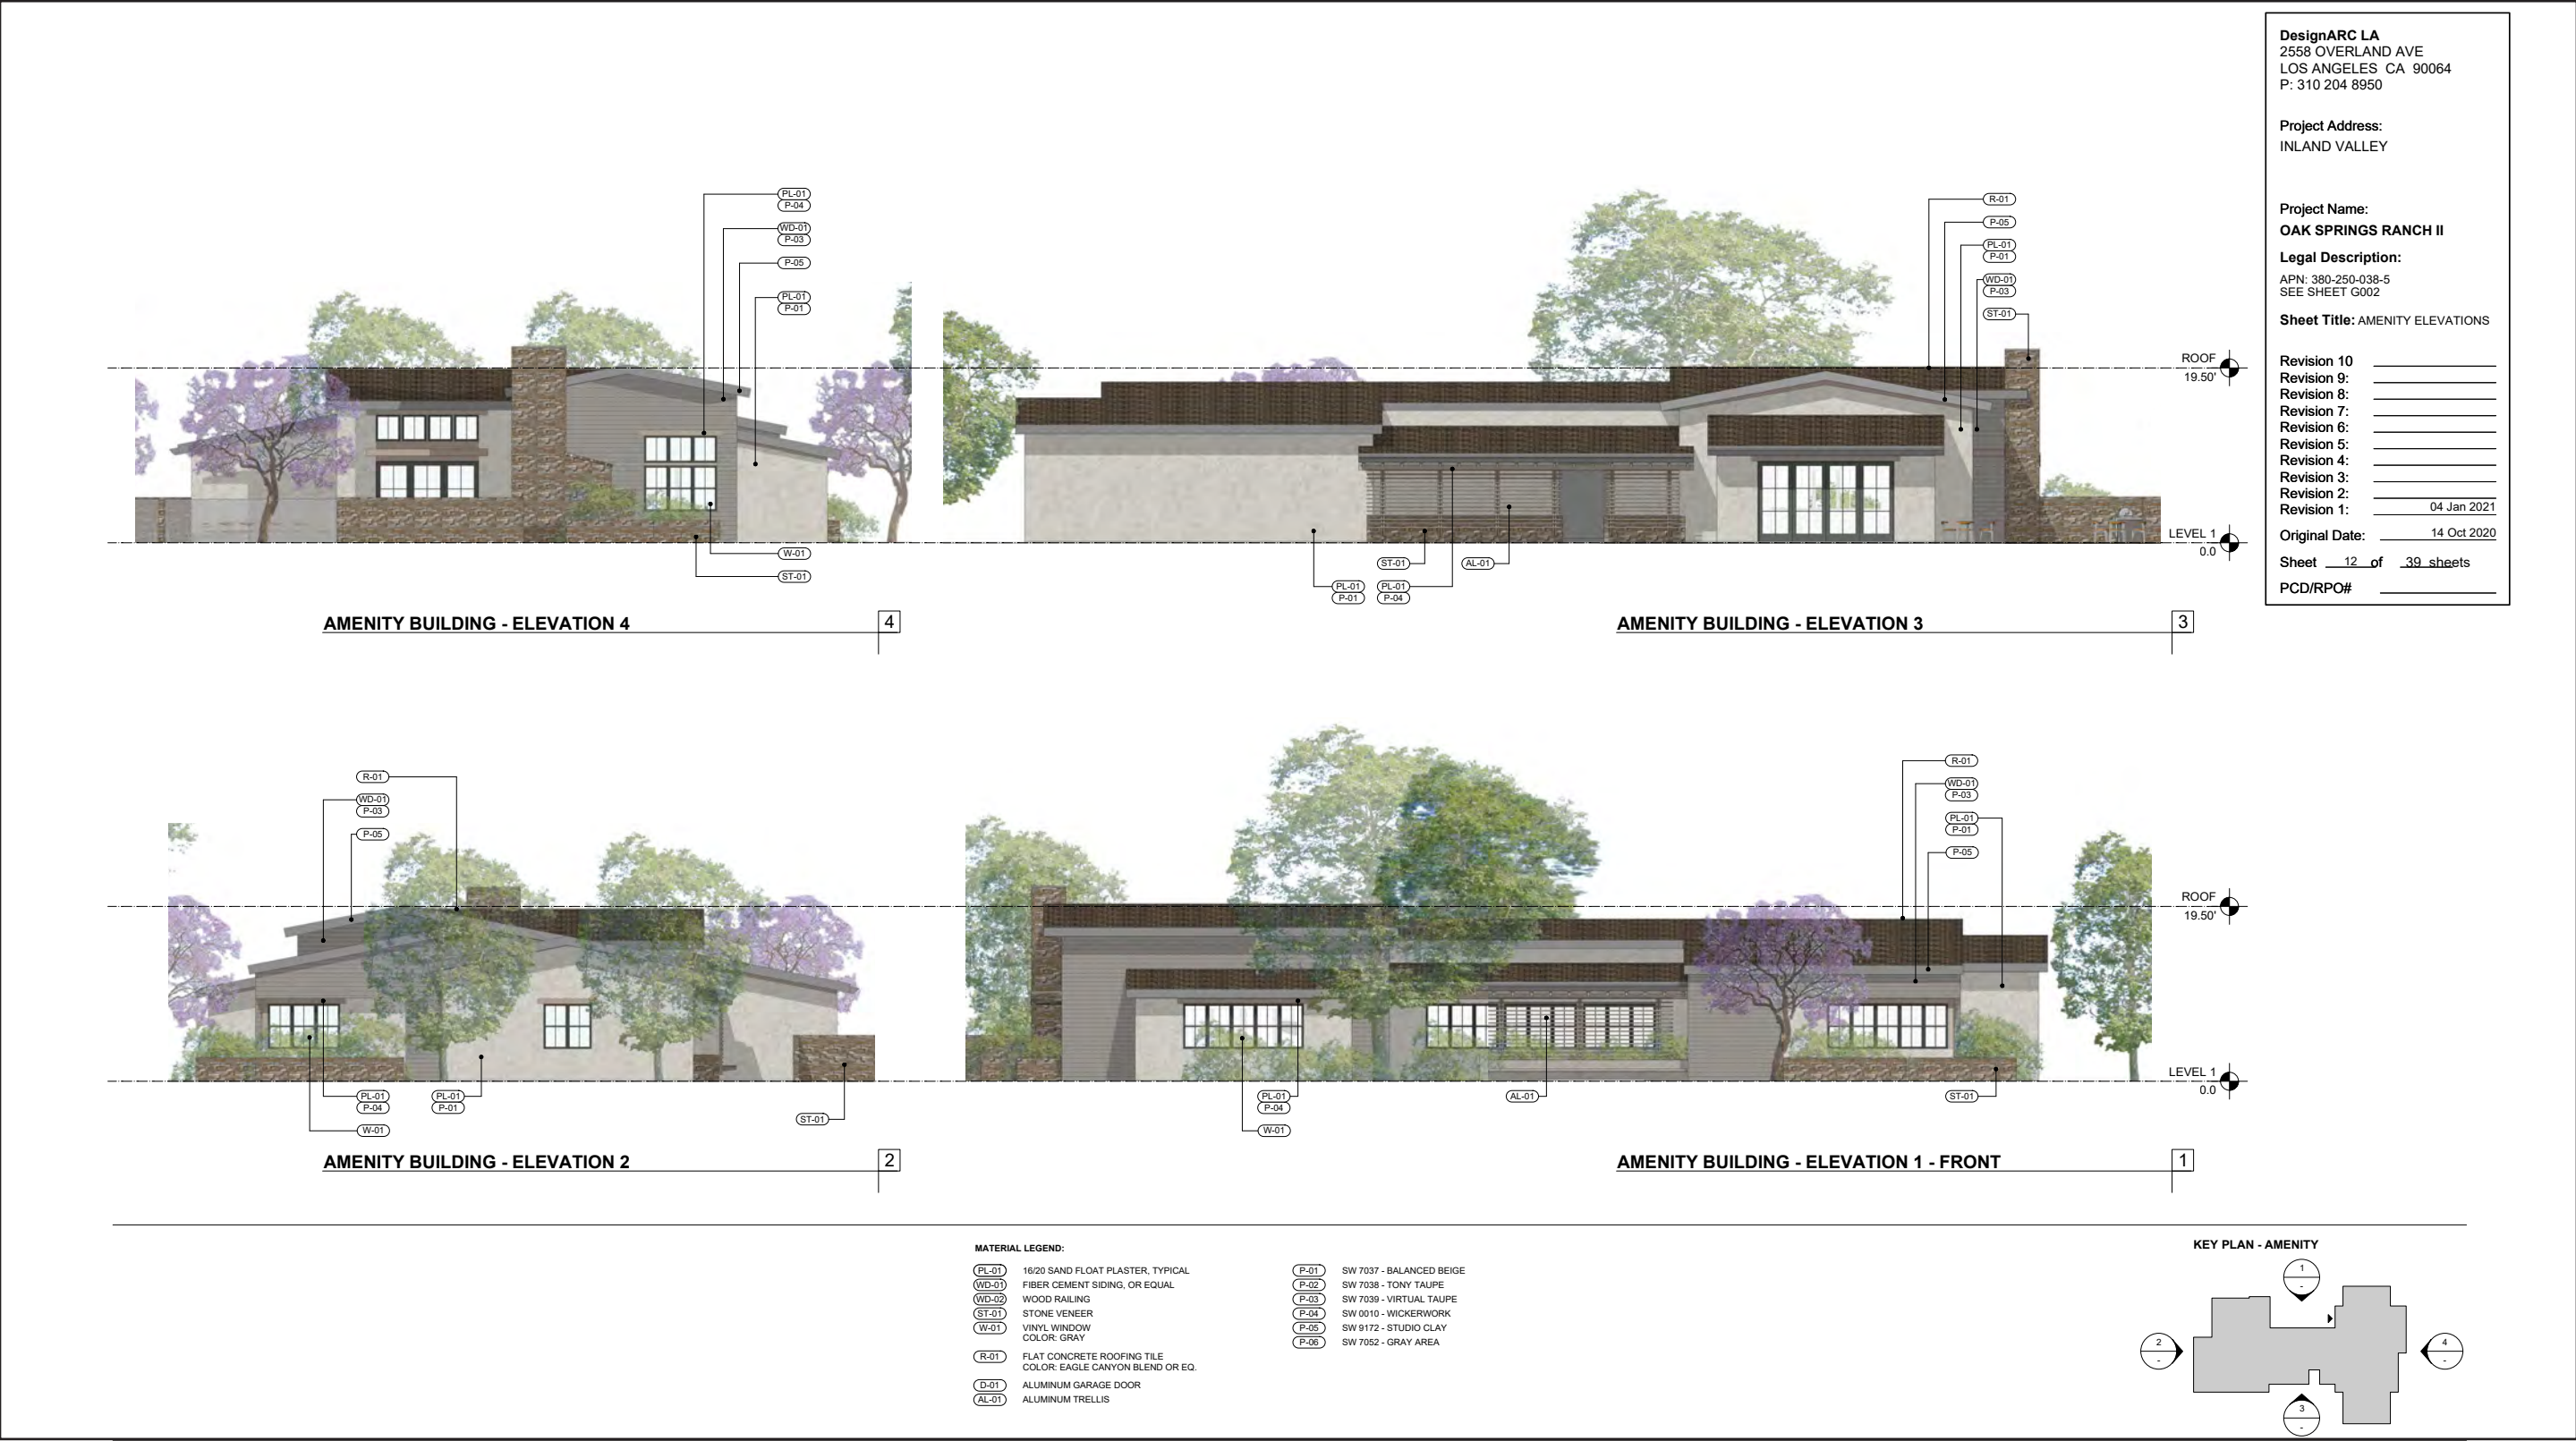 DesignARC LA
2558 OVERLAND AVE
LOS ANGELES CA 90064
P: 310 204 8950
Project Address:
INLAND VALLEY
Project Name:
OAK SPRINGS RANCH II
Legal Description:
APN: 380-250-038-5
SEE SHEET G002
Sheet Title: AMENITY ELEVATIONS
Revision 10
Revision 9:
Revision 8:
Revision 7:
Revision 6:
Revision 5:
Revision 4:
Revision 3:
Revision 2:
Revision 1: 04 Jan 2021
Original Date: 14 Oct 2020
Sheet 12 of 39 sheets
PCD/RPO#
PL-01
P-04
WD-01
P-03
P-05
PL-01
P-01
W-01
ST-01
AMENITY BUILDING - ELEVATION 4
4
R-01
P-05
PL-01
P-01
WD-01
P-03
ST-01
ROOF
19.50'
LEVEL 1
0.0
ST-01
AL-01
PL-01
P-01
PL-01
P-04
AMENITY BUILDING - ELEVATION 3
3
R-01
WD-01
P-03
P-05
PL-01
P-04
PL-01
P-01
ST-01
W-01
AMENITY BUILDING - ELEVATION 2
2
R-01
WD-01
P-03
PL-01
P-01
P-05
ROOF
19.50'
LEVEL 1
0.0
PL-01
P-04
AL-01
ST-01
W-01
AMENITY BUILDING - ELEVATION 1 - FRONT
1
MATERIAL LEGEND:
PL-01 16/20 SAND FLOAT PLASTER, TYPICAL
WD-01 FIBER CEMENT SIDING, OR EQUAL
WD-02 WOOD RAILING
ST-01 STONE VENEER
W-01 VINYL WINDOW
COLOR: GRAY
R-01 FLAT CONCRETE ROOFING TILE
COLOR: EAGLE CANYON BLEND OR EQ.
D-01 ALUMINUM GARAGE DOOR
AL-01 ALUMINUM TRELLIS
P-01 SW 7037 - BALANCED BEIGE
P-02 SW 7038 - TONY TAUPE
P-03 SW 7039 - VIRTUAL TAUPE
P-04 SW 0010 - WICKERWORK
P-05 SW 9172 - STUDIO CLAY
P-06 SW 7052 - GRAY AREA
KEY PLAN - AMENITY
1
-
2
-
4
-
3
-